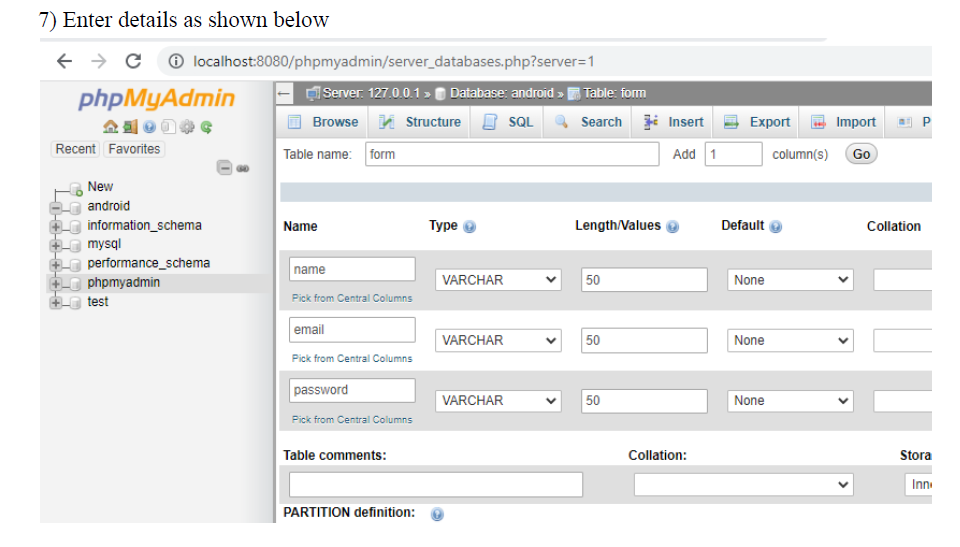 7) Enter details as shown below
localhost:8080/phpmyadmin/server_databases.php?server=1
phpMyAdmin
Recent Favorites
New
android
information_schema
mysql
performance_schema
phpmyadmin
test
Server: 127.0.0.1 » Database: android » Table: form
Browse Structure SQL Search Insert Export Import P
Table name: form Add 1 column(s) Go
Name Type Length/Values Default Collation
name VARCHAR 50 None
Pick from Central Columns
email VARCHAR 50 None
Pick from Central Columns
password VARCHAR 50 None
Pick from Central Columns
Table comments: Collation: Stora
Inn
PARTITION definition: